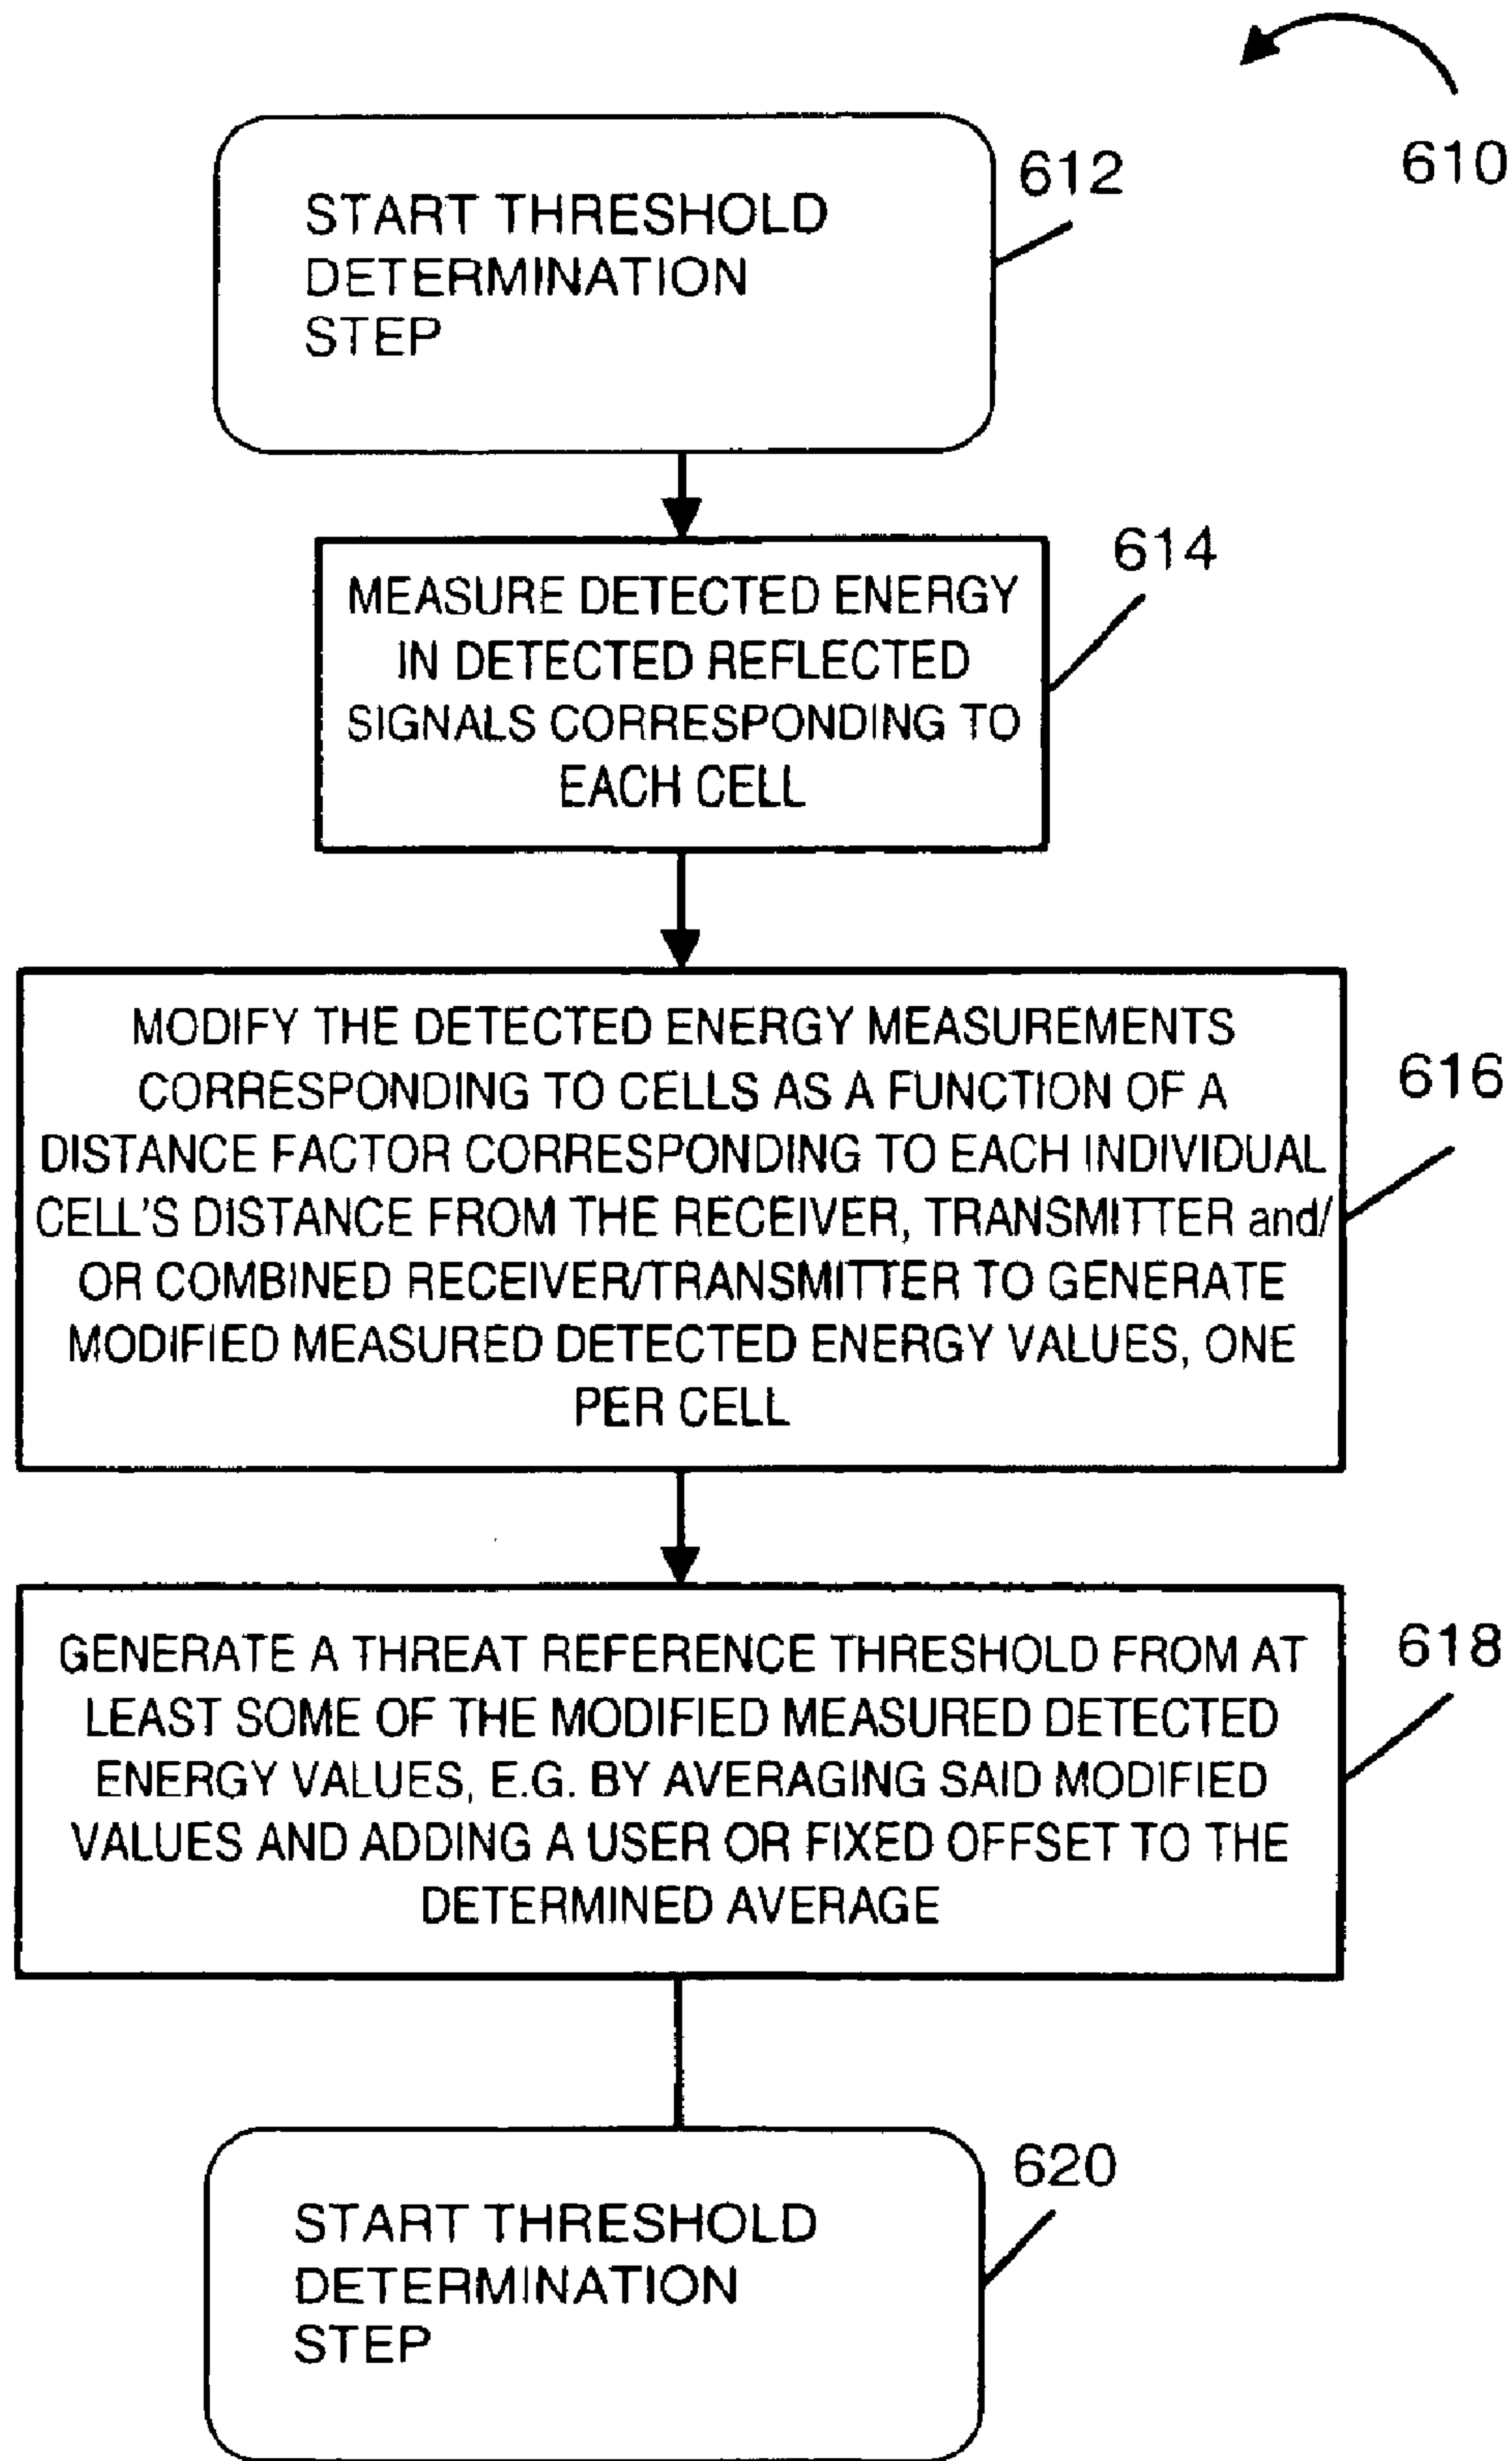 610
START THRESHOLD
DETERMINATION
STEP
612
MEASURE DETECTED ENERGY
IN DETECTED REFLECTED
SIGNALS CORRESPONDING TO
EACH CELL
614
MODIFY THE DETECTED ENERGY MEASUREMENTS
CORRESPONDING TO CELLS AS A FUNCTION OF A
DISTANCE FACTOR CORRESPONDING TO EACH INDIVIDUAL
CELL'S DISTANCE FROM THE RECEIVER, TRANSMITTER and/
OR COMBINED RECEIVER/TRANSMITTER TO GENERATE
MODIFIED MEASURED DETECTED ENERGY VALUES, ONE
PER CELL
616
GENERATE A THREAT REFERENCE THRESHOLD FROM AT
LEAST SOME OF THE MODIFIED MEASURED DETECTED
ENERGY VALUES, E.G. BY AVERAGING SAID MODIFIED
VALUES AND ADDING A USER OR FIXED OFFSET TO THE
DETERMINED AVERAGE
618
START THRESHOLD
DETERMINATION
STEP
620